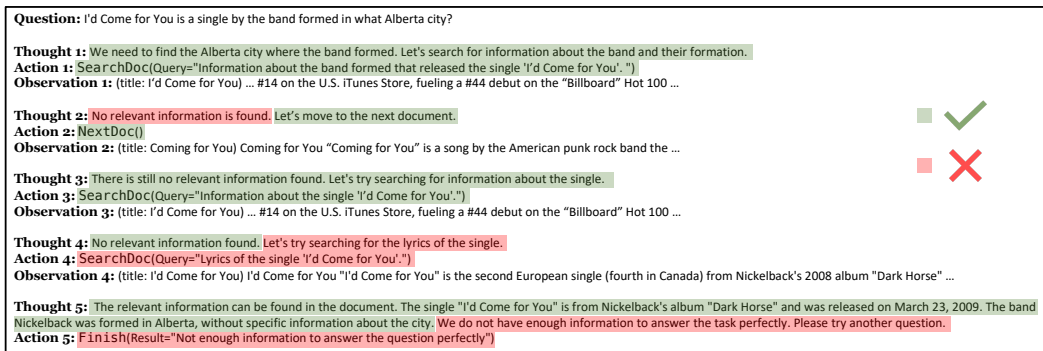 Question: I'd Come for You is a single by the band formed in what Alberta city?
Thought 1: We need to find the Alberta city where the band formed. Let's search for information about the band and their formation.
Action 1: SearchDoc(Query="Information about the band formed that released the single 'I'd Come for You'. ")
Observation 1: (title: I'd Come for You) ... #14 on the U.S. iTunes Store, fueling a #44 debut on the “Billboard” Hot 100 ...
Thought 2: No relevant information is found. Let's move to the next document.
Action 2: NextDoc()
Observation 2: (title: Coming for You) Coming for You “Coming for You” is a song by the American punk rock band the ...
Thought 3: There is still no relevant information found. Let's try searching for information about the single.
Action 3: SearchDoc(Query="Information about the single 'I'd Come for You'.")
Observation 3: (title: I'd Come for You) ... #14 on the U.S. iTunes Store, fueling a #44 debut on the “Billboard” Hot 100 ...
Thought 4: No relevant information found. Let's try searching for the lyrics of the single.
Action 4: SearchDoc(Query="Lyrics of the single 'I'd Come for You'.")
Observation 4: (title: I'd Come for You) I'd Come for You "I'd Come for You" is the second European single (fourth in Canada) from Nickelback's 2008 album "Dark Horse" ...
Thought 5: The relevant information can be found in the document. The single "I'd Come for You" is from Nickelback's album "Dark Horse" and was released on March 23, 2009. The band
Nickelback was formed in Alberta, without specific information about the city. We do not have enough information to answer the task perfectly. Please try another question.
Action 5: Finish(Result="Not enough information to answer the question perfectly")